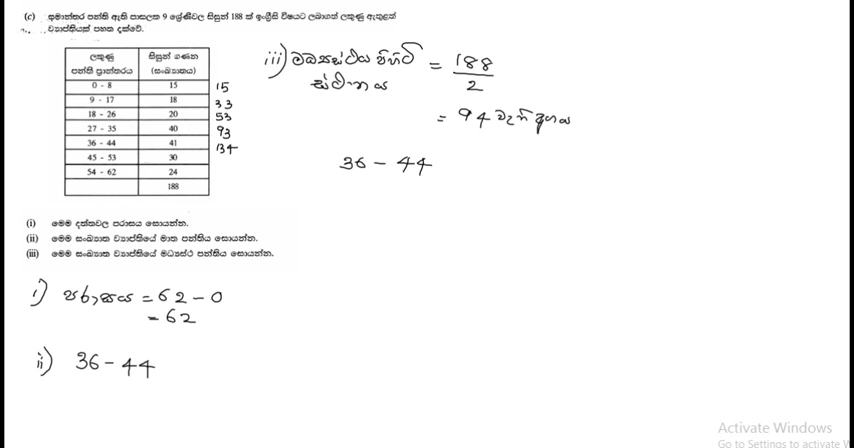 (c) සමාන්තර පන්ති ඇති පාසලක 9 ශ්‍රේණිවල සිසුන් 188 ක් ඉංග්‍රීසි විෂයට ලබාගත් ලකුණු ඇතුළත්
ව්‍යාප්තියක් පහත දැක්වේ.
ලකුණු සිසුන් ගණන
පන්ති ප්‍රාන්තරය (සංඛ්‍යාතය)
0 - 8 15 15
9 - 17 18 33
18 - 26 20 53
27 - 35 40 93
36 - 44 41 134
45 - 53 30
54 - 62 24
188
(i) මෙම දත්තවල පරාසය සොයන්න.
(ii) මෙම සංඛ්‍යාත ව්‍යාප්තියේ මාත පන්තිය සොයන්න.
(iii) මෙම සංඛ්‍යාත ව්‍යාප්තියේ මධ්‍යස්ථ පන්තිය සොයන්න.
i) පරාසය = 62 - 0
= 62
ii) 36 - 44
iii) මධ්‍යස්ථය පිහිටි ස්ථානය = 188
2
= 94 වැනි අගය
36 - 44
Activate Windows
Go to Settings to activate W